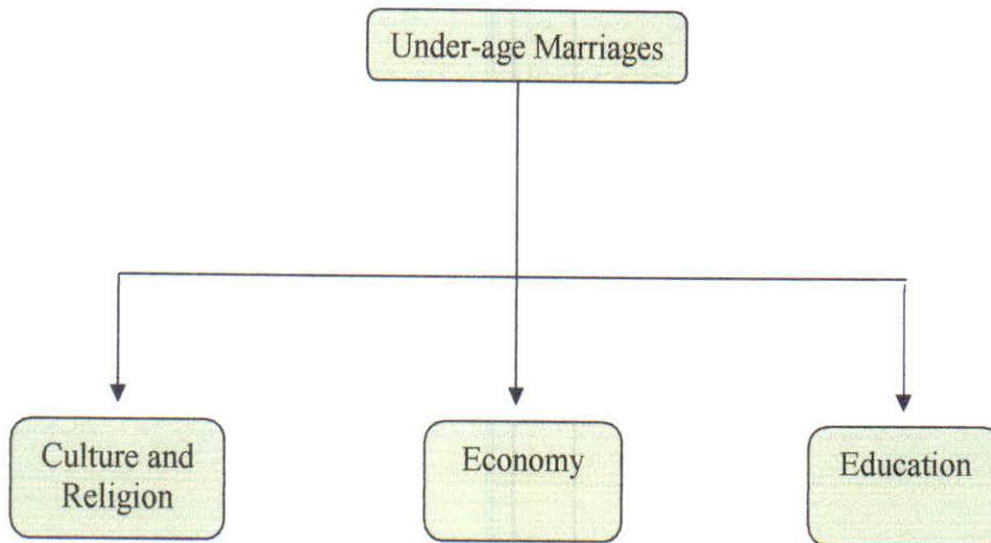 Under-age Marriages
Culture and
Religion
Economy
Education